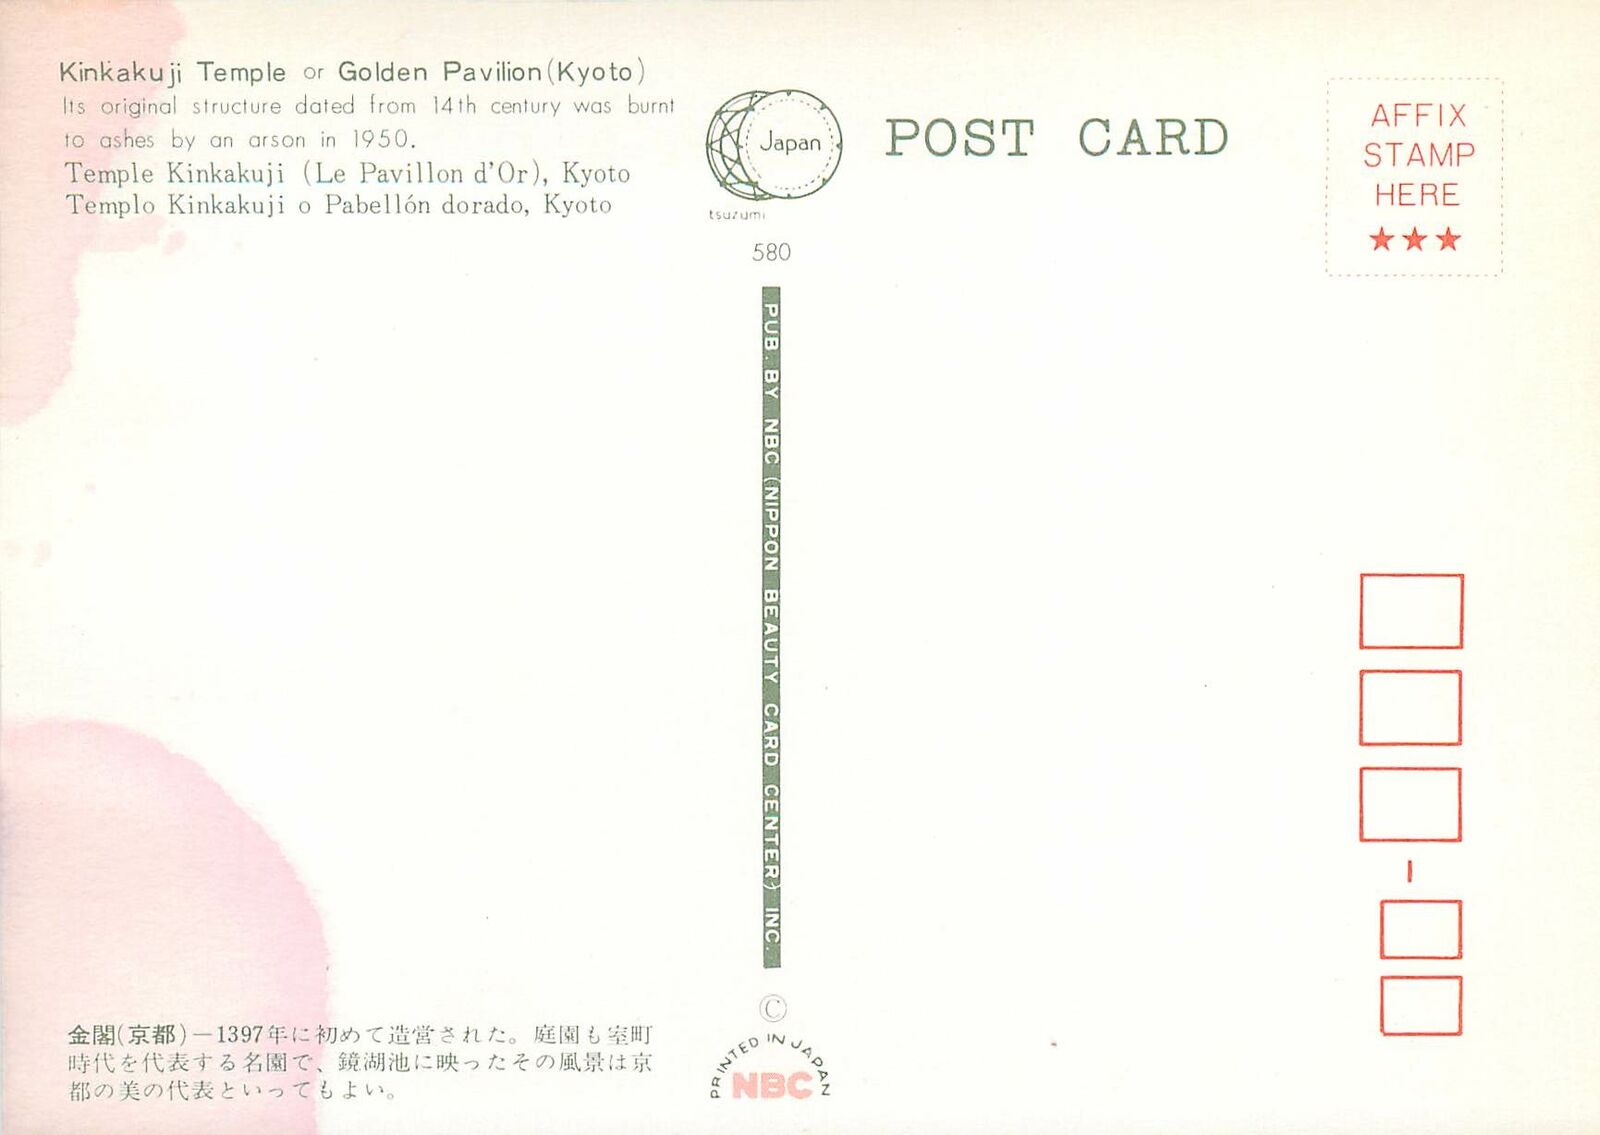 Kinkakuji Temple or Golden Pavilion(Kyoto)
Its original structure dated from 14th century was burnt
to ashes by an arson in 1950.
Temple Kinkakuji (Le Pavillon d'Or), Kyoto
Templo Kinkakuji o Pabellón dorado, Kyoto
Japan
tsuzumi
580
POST CARD
AFFIX
STAMP
HERE
★★★
PUB. BY NBC (NIPPON BEAUTY CARD CENTER) INC.
金閣(京都)－1397年に初めて造営された。庭園も室町
時代を代表する名園で、鏡湖池に映ったその風景は京
都の美の代表といってもよい。
©
PRINTED IN JAPAN
NBC